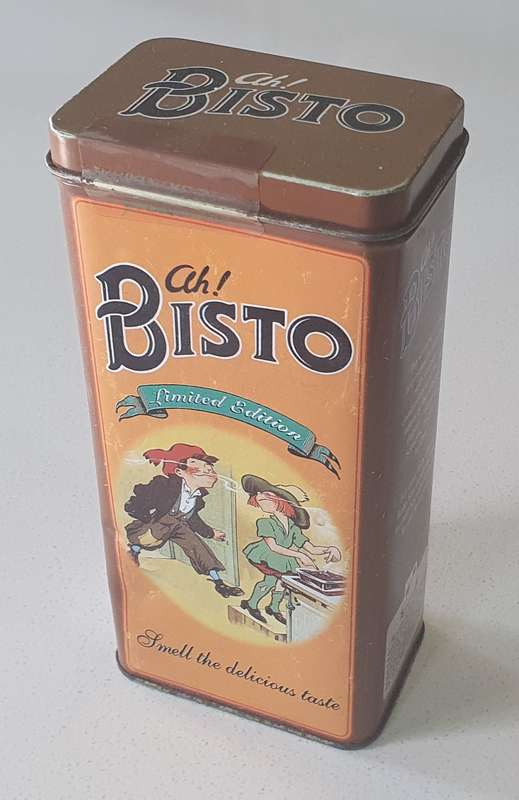 Ah!
BISTO
Ah!
BISTO
Limited Edition
Smell the delicious taste